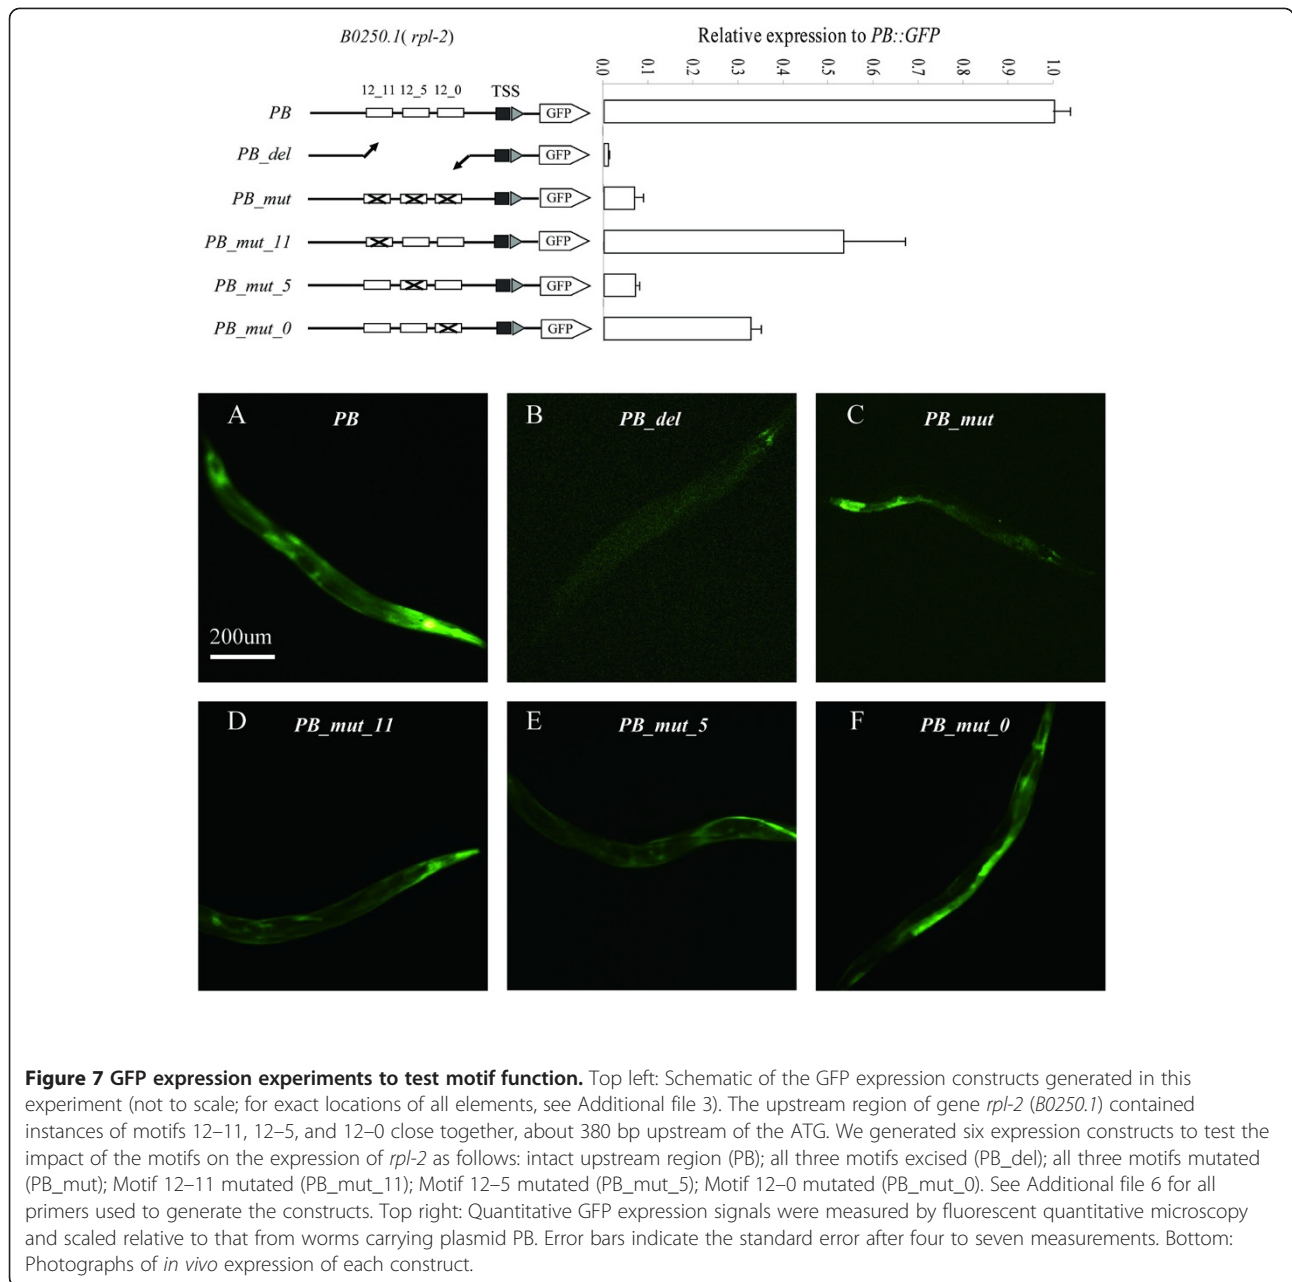 B0250.1( rpl-2)
Relative expression to PB::GFP
0.0 0.1 0.2 0.3 0.4 0.5 0.6 0.7 0.8 0.9 1.0
12_11 12_5 12_0 TSS
PB GFP
PB_del GFP
PB_mut GFP
PB_mut_11 GFP
PB_mut_5 GFP
PB_mut_0 GFP
A PB
200um
B PB_del
C PB_mut
D PB_mut_11
E PB_mut_5
F PB_mut_0
Figure 7 GFP expression experiments to test motif function. Top left: Schematic of the GFP expression constructs generated in this
experiment (not to scale; for exact locations of all elements, see Additional file 3). The upstream region of gene rpl-2 (B0250.1) contained
instances of motifs 12–11, 12–5, and 12–0 close together, about 380 bp upstream of the ATG. We generated six expression constructs to test the
impact of the motifs on the expression of rpl-2 as follows: intact upstream region (PB); all three motifs excised (PB_del); all three motifs mutated
(PB_mut); Motif 12–11 mutated (PB_mut_11); Motif 12–5 mutated (PB_mut_5); Motif 12–0 mutated (PB_mut_0). See Additional file 6 for all
primers used to generate the constructs. Top right: Quantitative GFP expression signals were measured by fluorescent quantitative microscopy
and scaled relative to that from worms carrying plasmid PB. Error bars indicate the standard error after four to seven measurements. Bottom:
Photographs of in vivo expression of each construct.